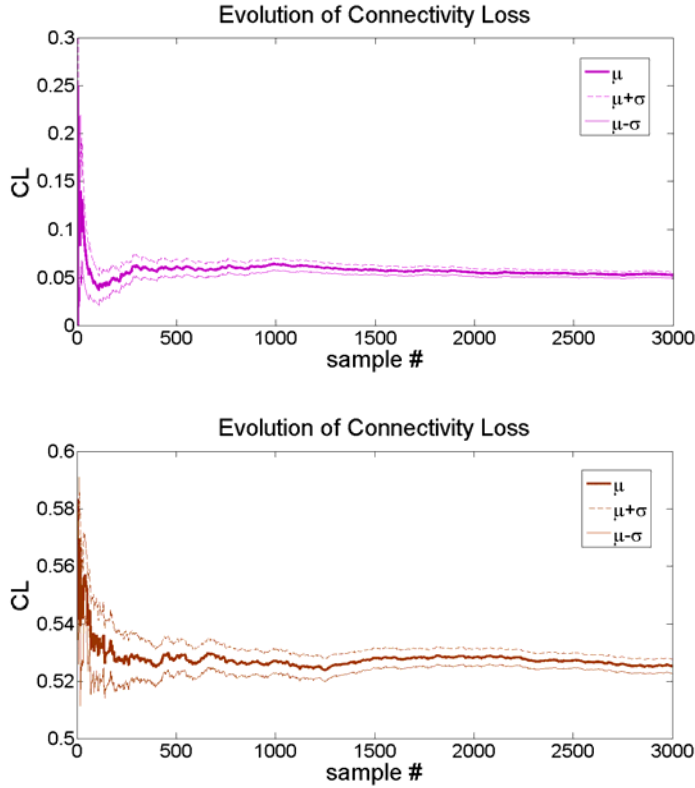 Evolution of Connectivity Loss
0.3
0.25
0.2
0.15
0.1
0.05
0
CL
μ
μ+σ
μ-σ
0 500 1000 1500 2000 2500 3000
sample #
Evolution of Connectivity Loss
0.6
0.58
0.56
0.54
0.52
0.5
CL
μ
μ+σ
μ-σ
0 500 1000 1500 2000 2500 3000
sample #